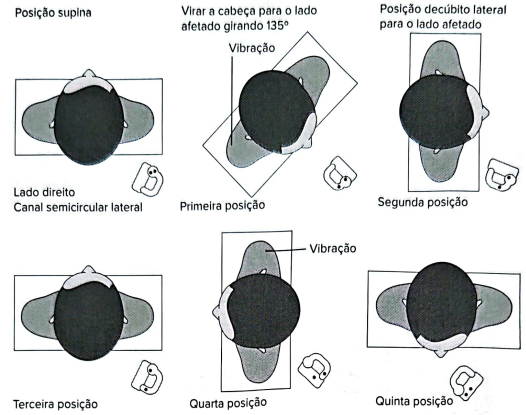 Posição supina
Virar a cabeça para o lado
afetado girando 135º
Vibração
Posição decúbito lateral
para o lado afetado
Lado direito
Canal semicircular lateral
Primeira posição
Segunda posição
Vibração
Terceira posição
Quarta posição
Quinta posição